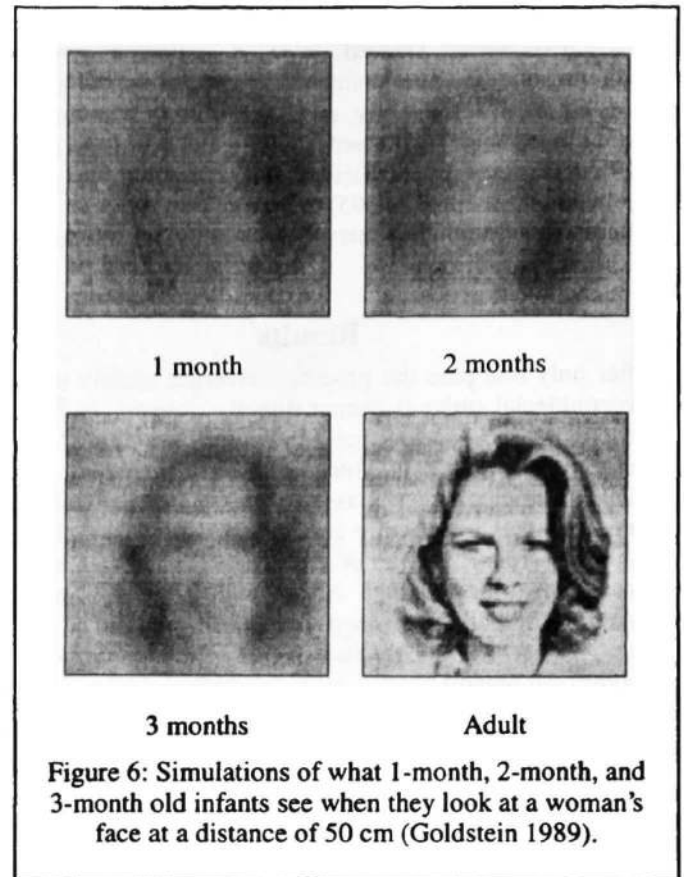 1 month
2 months
3 months
Adult
Figure 6: Simulations of what 1-month, 2-month, and
3-month old infants see when they look at a woman's
face at a distance of 50 cm (Goldstein 1989).